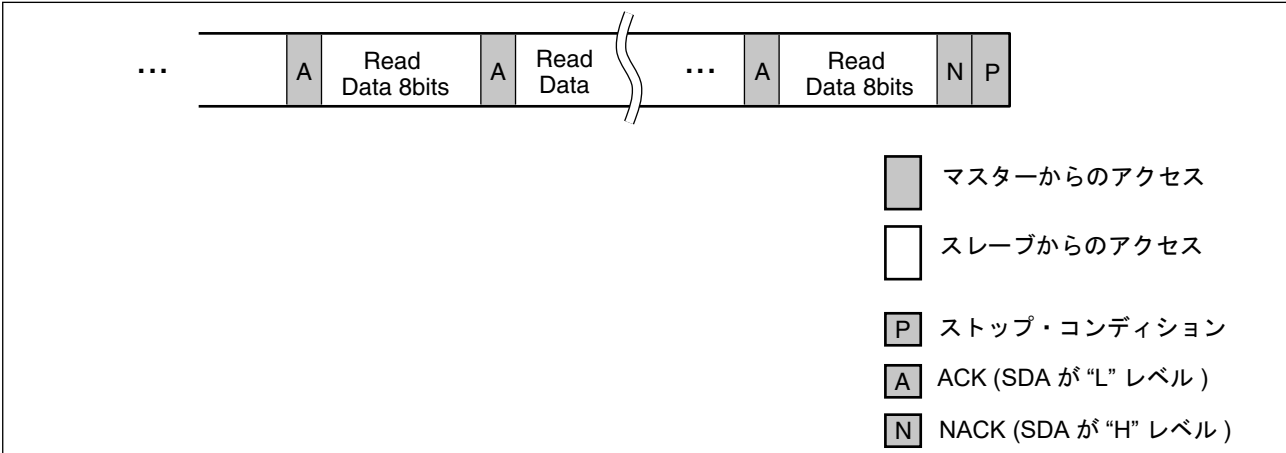 ... A Read Data 8bits A Read Data ... A Read Data 8bits N P
マスターからのアクセス
スレーブからのアクセス
P ストップ・コンディション
A ACK (SDA が “L” レベル )
N NACK (SDA が “H” レベル )